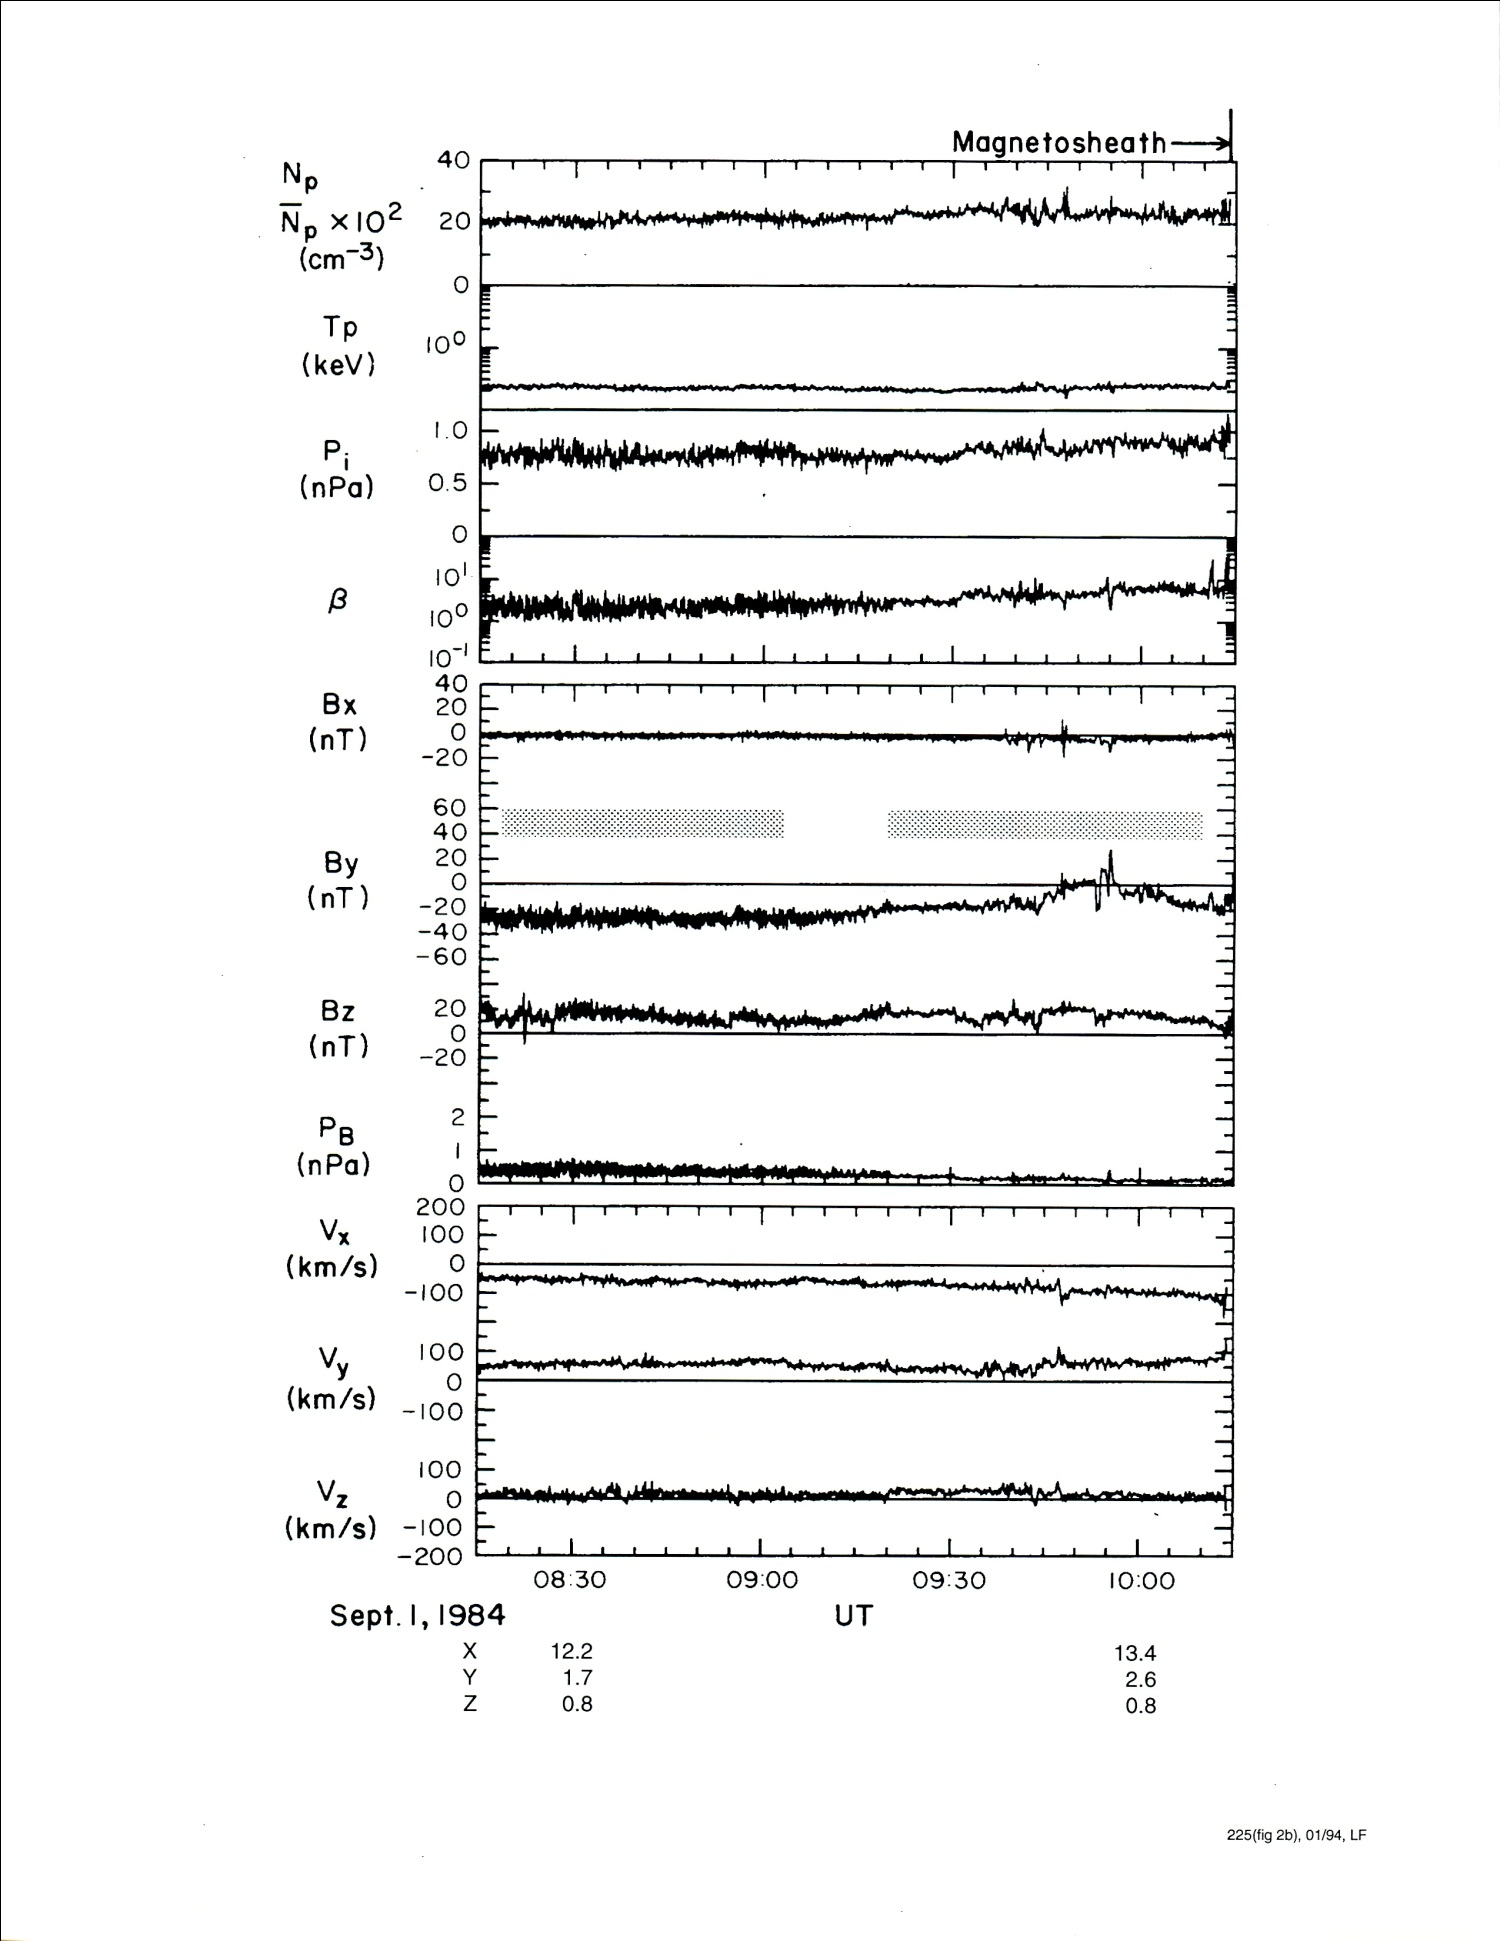 Magnetosheath→
Np
N̅p ×10²
(cm⁻³)
40
20
0
Tp
(keV)
10⁰
Pi
(nPa)
1.0
0.5
0
β
10¹
10⁰
10⁻¹
Bx
(nT)
40
20
0
-20
By
(nT)
60
40
20
0
-20
-40
-60
Bz
(nT)
20
0
-20
PB
(nPa)
2
1
0
Vx
(km/s)
200
100
0
-100
Vy
(km/s)
100
0
-100
Vz
(km/s)
100
0
-100
-200
08:30 09:00 09:30 10:00
Sept. 1, 1984 UT
X 12.2 13.4
Y 1.7 2.6
Z 0.8 0.8
225(fig 2b), 01/94, LF